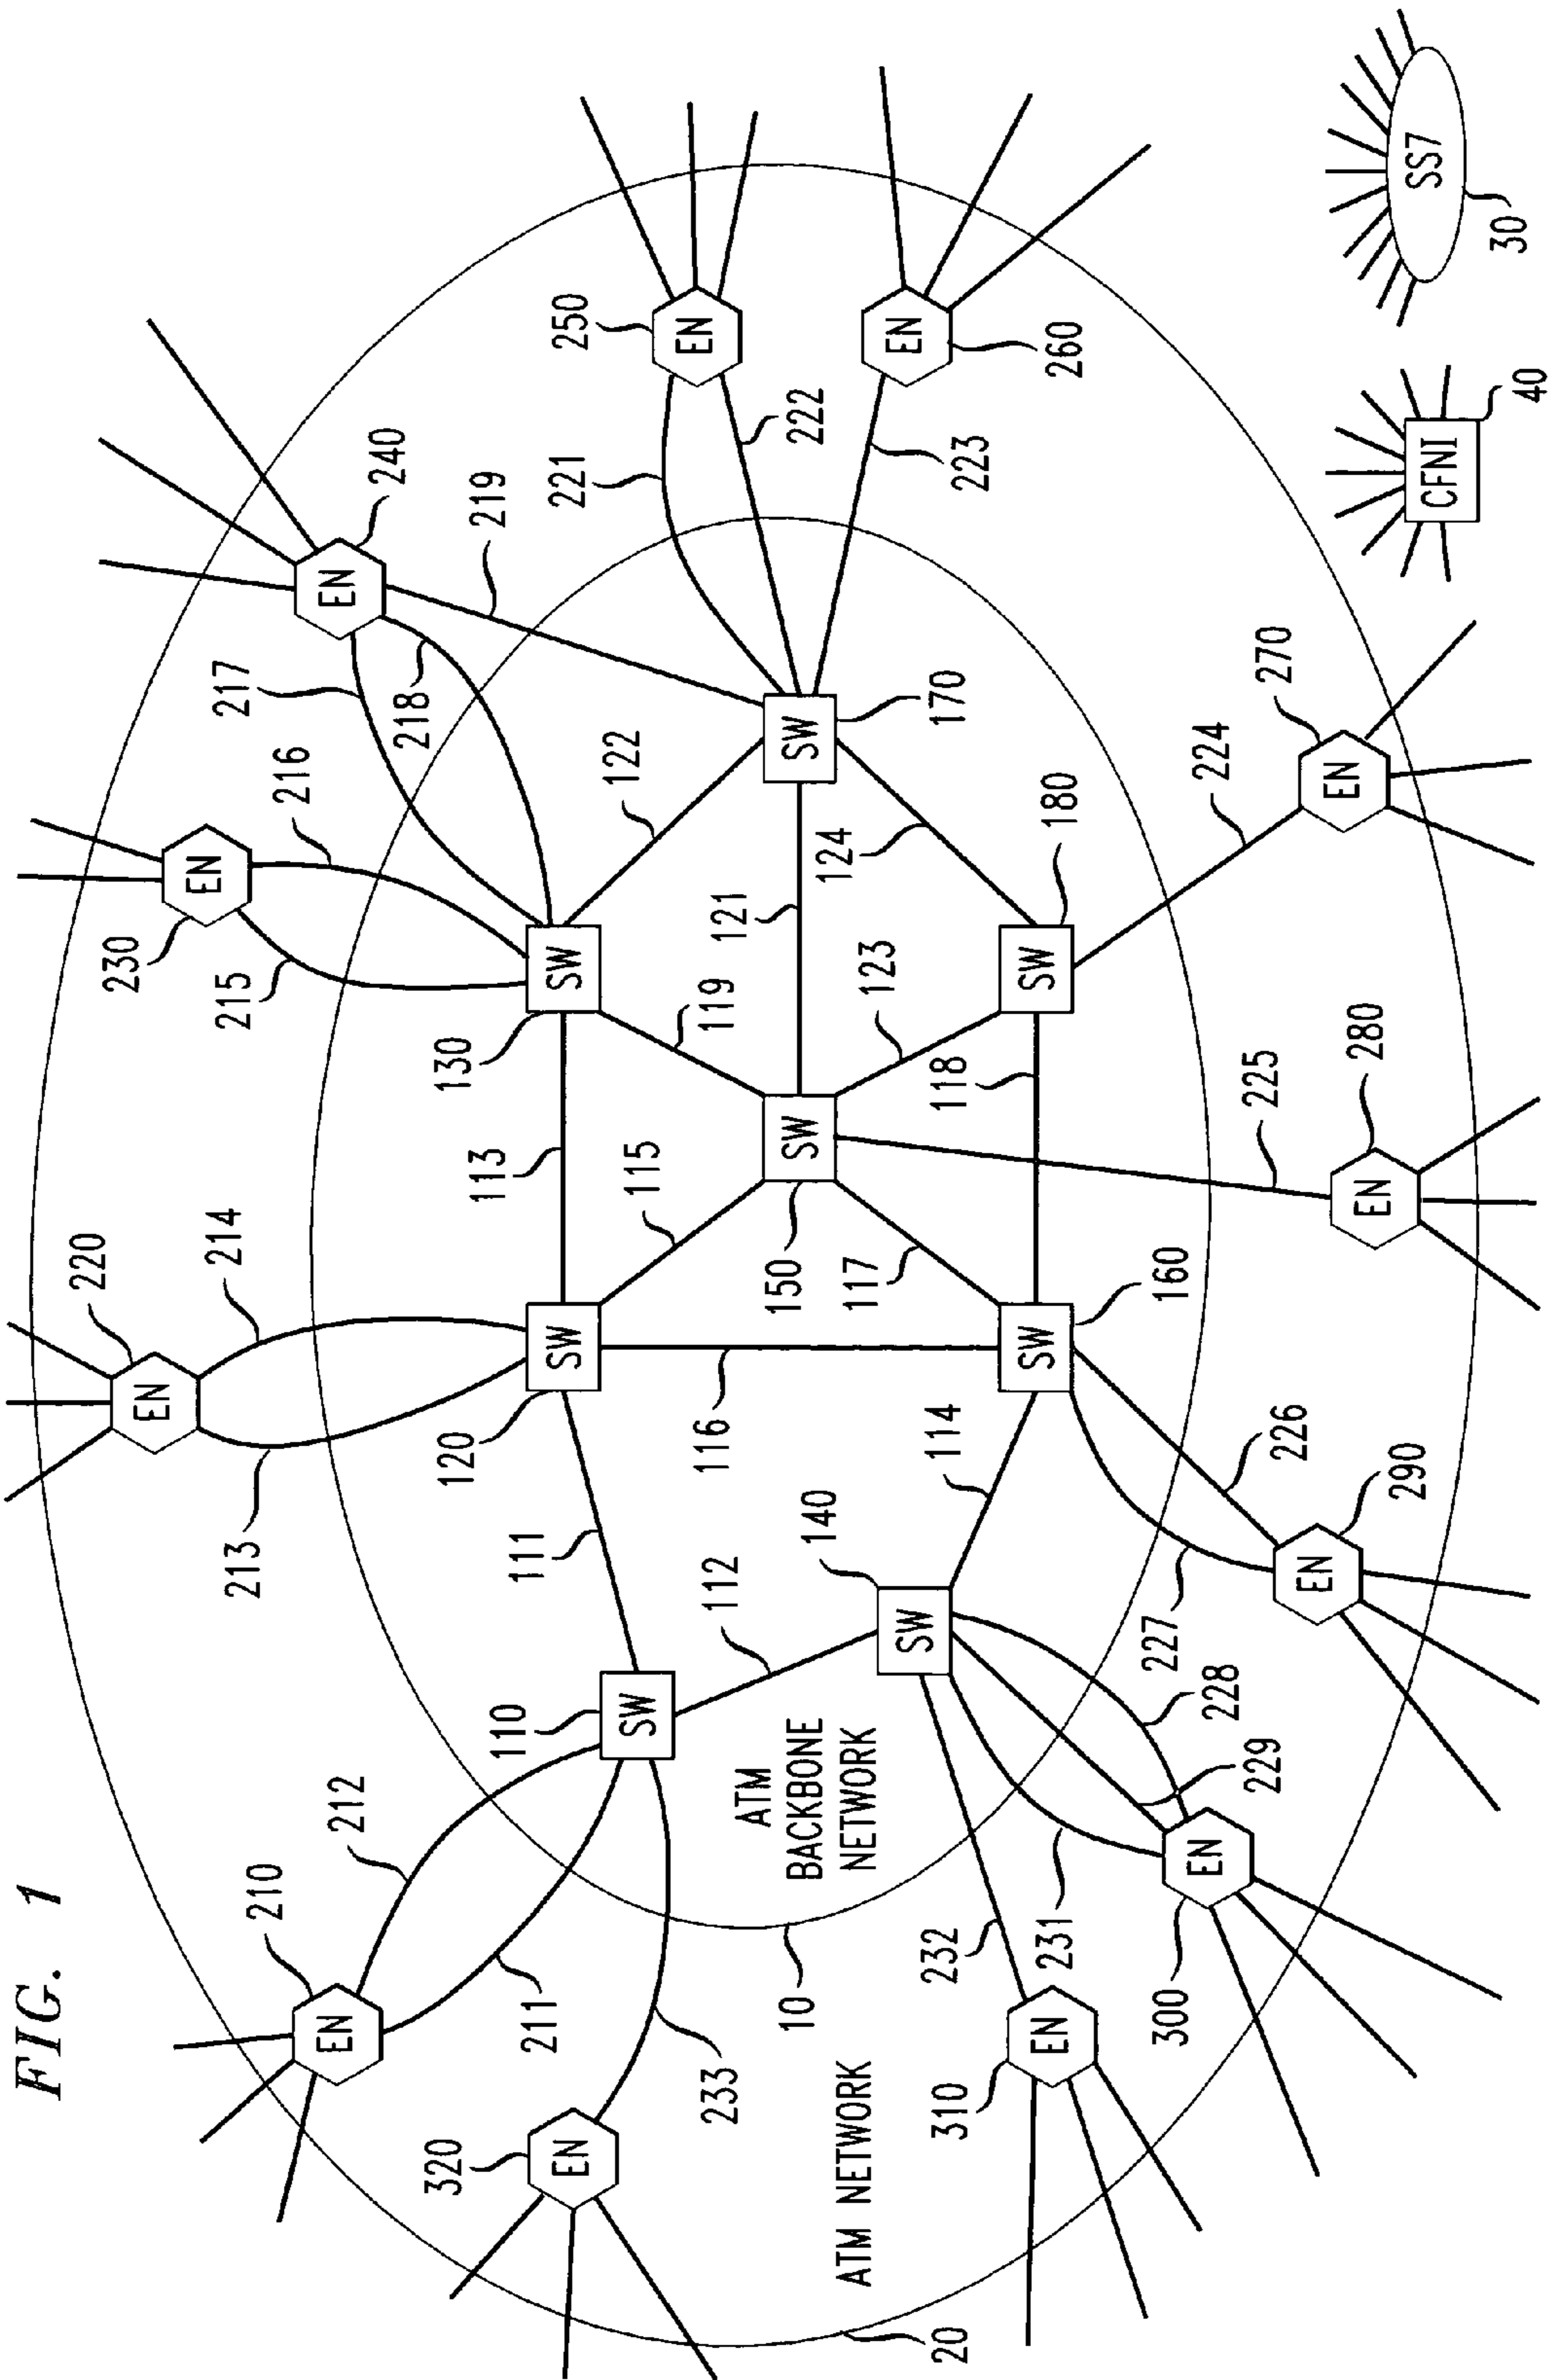 FIG. 1
220
EN
213
214
230
EN
215
216
240
EN
217
218
219
210
EN
212
211
320
EN
233
110
SW
111
112
120
SW
113
115
116
130
SW
119
122
121
250
EN
221
222
260
EN
223
170
SW
124
150
SW
117
123
118
180
SW
160
SW
114
140
SW
ATM
BACKBONE
NETWORK
10
ATM NETWORK
20
310
EN
232
231
300
EN
229
228
227
226
290
EN
225
280
EN
224
270
EN
CFNI
40
SS7
30